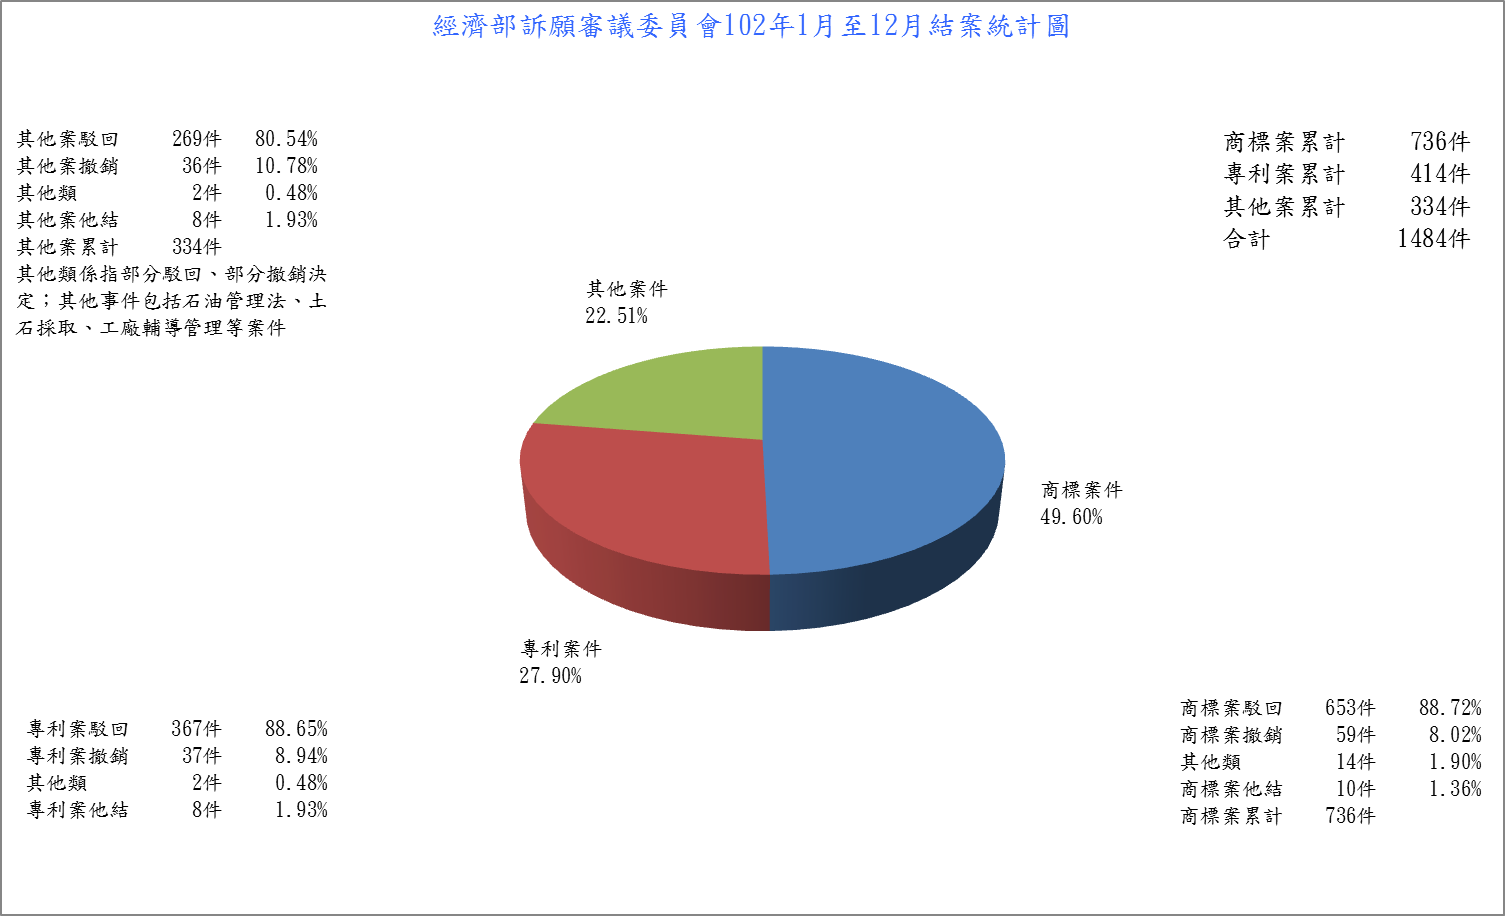 經濟部訴願審議委員會102年1月至12月結案統計圖
其他案駁回 269件 80.54%
其他案撤銷 36件 10.78%
其他類 2件 0.48%
其他案他結 8件 1.93%
其他案累計 334件
其他類係指部分駁回、部分撤銷決
定；其他事件包括石油管理法、土
石採取、工廠輔導管理等案件
商標案累計 736件
專利案累計 414件
其他案累計 334件
合計 1484件
其他案件
22.51%
商標案件
49.60%
專利案件
27.90%
專利案駁回 367件 88.65%
專利案撤銷 37件 8.94%
其他類 2件 0.48%
專利案他結 8件 1.93%
商標案駁回 653件 88.72%
商標案撤銷 59件 8.02%
其他類 14件 1.90%
商標案他結 10件 1.36%
商標案累計 736件